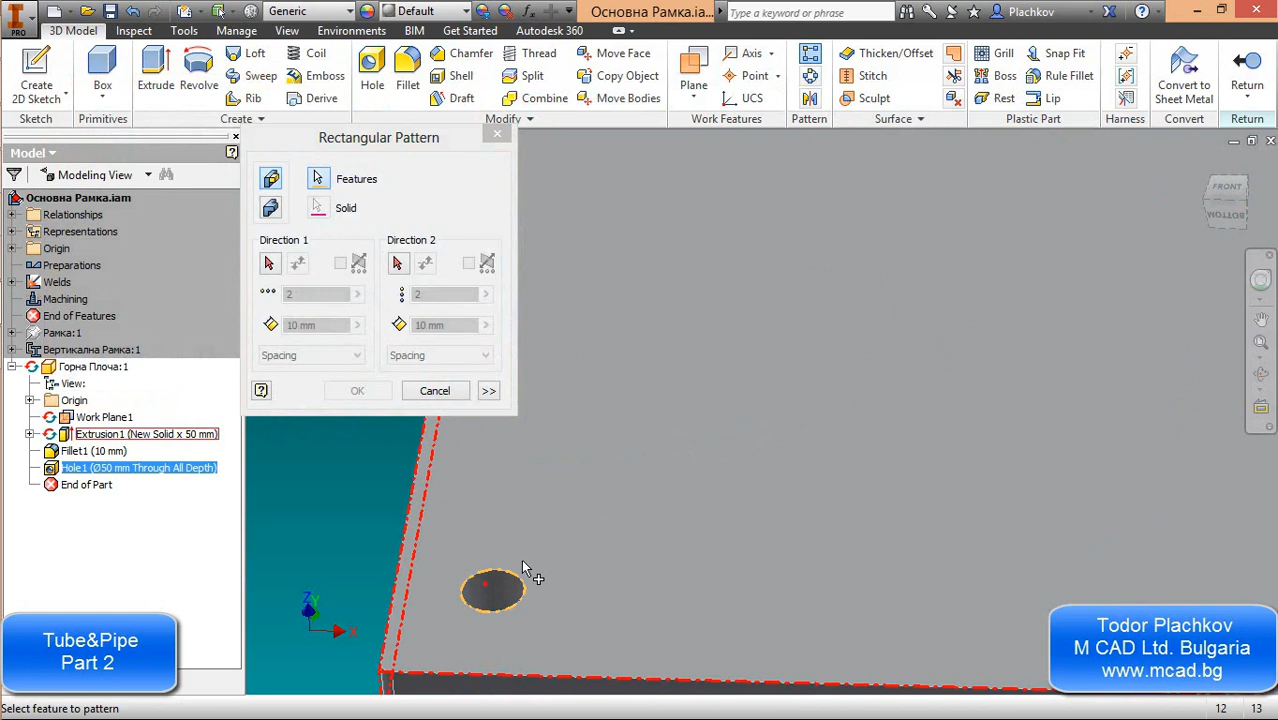 Generic
Default
Основна Рамка.i...
Type here to search or phrase
Plachkov
PRO
3D Model
Inspect
Tools
Manage
View
Environments
BIM
Get Started
Autodesk 360
Create
2D Sketch
Box
Extrude
Revolve
Loft
Sweep
Rib
Coil
Emboss
Derive
Hole
Fillet
Chamfer
Shell
Draft
Thread
Split
Combine
Move Face
Copy Object
Move Bodies
Plane
Axis
Point
UCS
Thicken/Offset
Stitch
Sculpt
Grill
Boss
Rest
Snap Fit
Rule Fillet
Lip
Convert to
Sheet Metal
Return
Sketch
Primitives
Create
Modify
Work Features
Pattern
Surface
Plastic Part
Harness
Convert
Return
Model
Modeling View
Основна Рамка.iam
Relationships
Representations
Origin
Preparations
Welds
Machining
End of Features
Рамка:1
Вертикална Рамка:1
Горна Плоча:1
View:
Origin
Work Plane1
Extrusion1 (New Solid x 50 mm)
Fillet1 (10 mm)
Hole1 (Ø50 mm Through All Depth)
End of Part
Rectangular Pattern
Features
Solid
Direction 1
Direction 2
2
2
10 mm
10 mm
Spacing
Spacing
OK
Cancel
>>
FRONT
BOTTOM
Z
X
Tube&Pipe
Part 2
Todor Plachkov
M CAD Ltd. Bulgaria
www.mcad.bg
Select feature to pattern
12
13